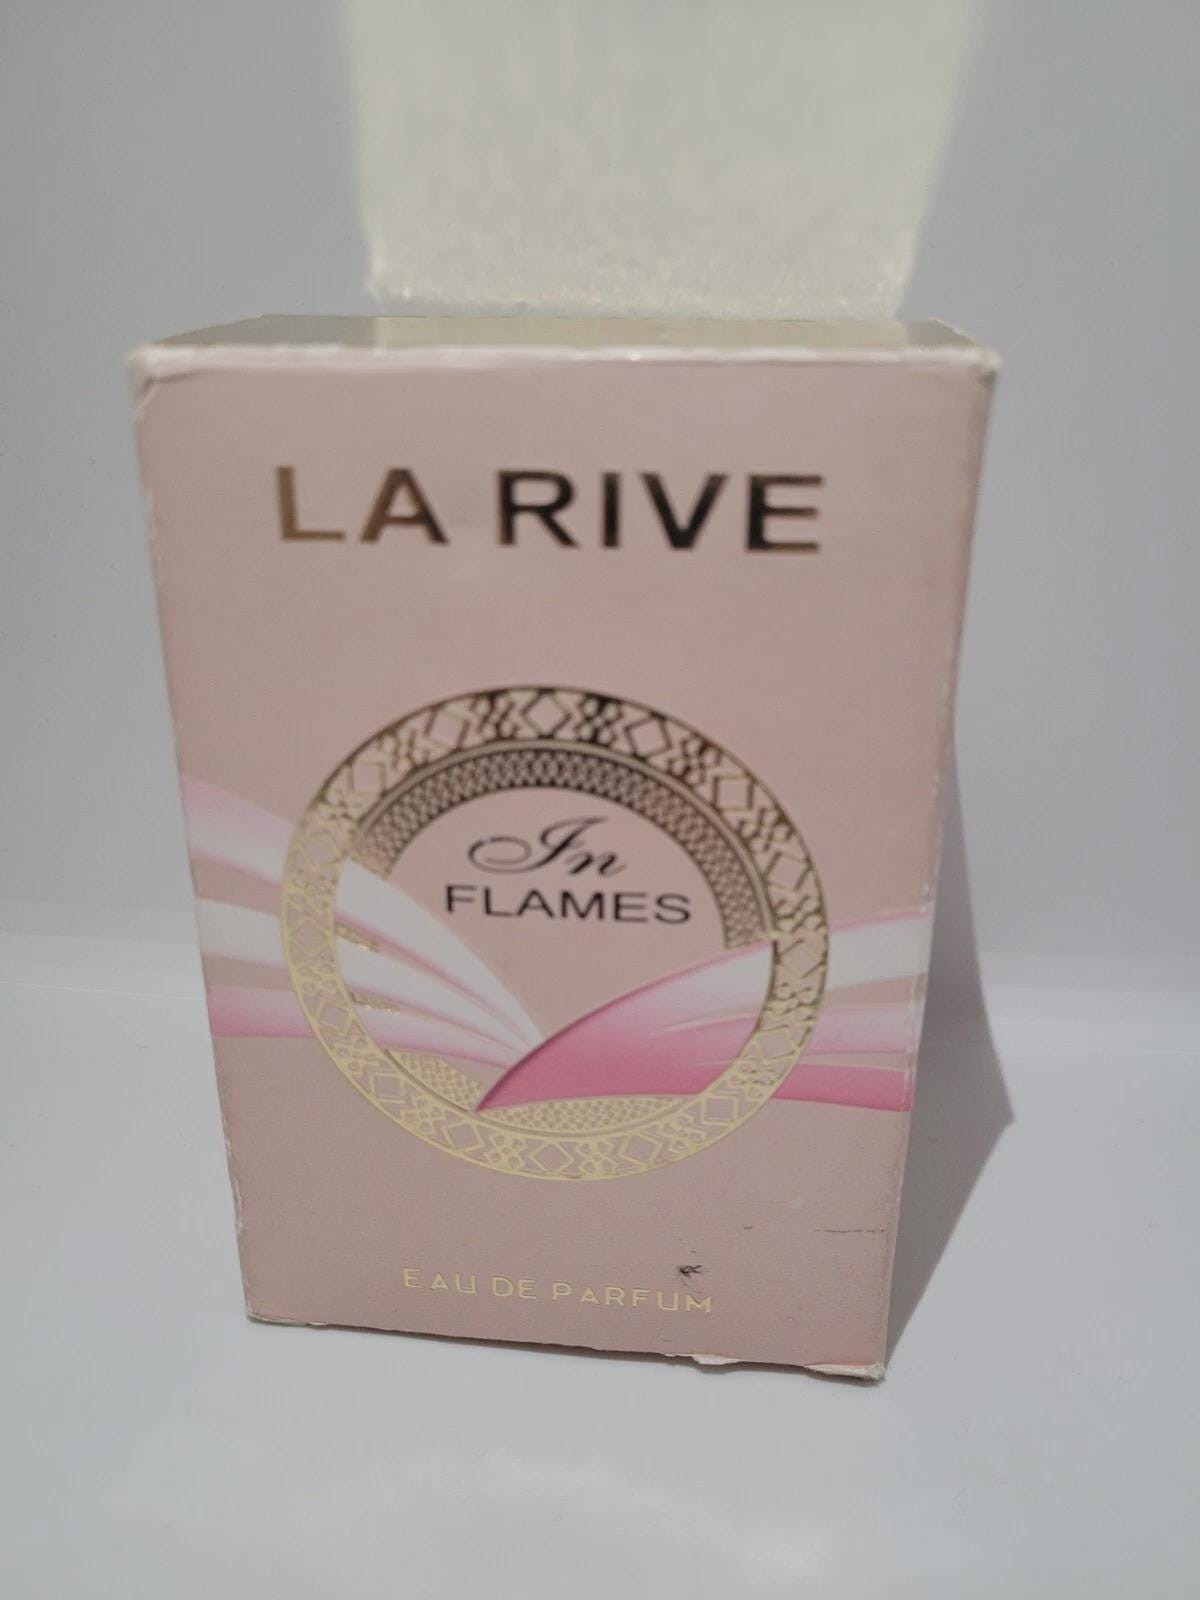 LA RIVE
In
FLAMES
EAU DE PARFUM